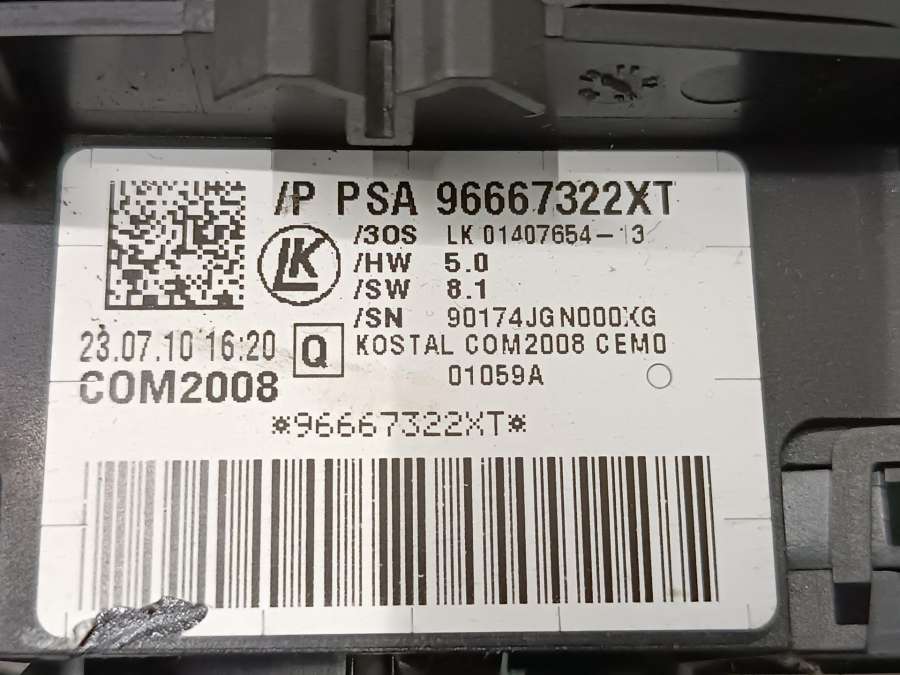 /P PSA 96667322XT
/3OS LK 01407654-13
LK
/HW 5.0
/SW 8.1
/SN 90174JGN000XG
23.07.10 16:20 Q KOSTAL COM2008 CEM0
COM2008 01059A
*96667322XT*